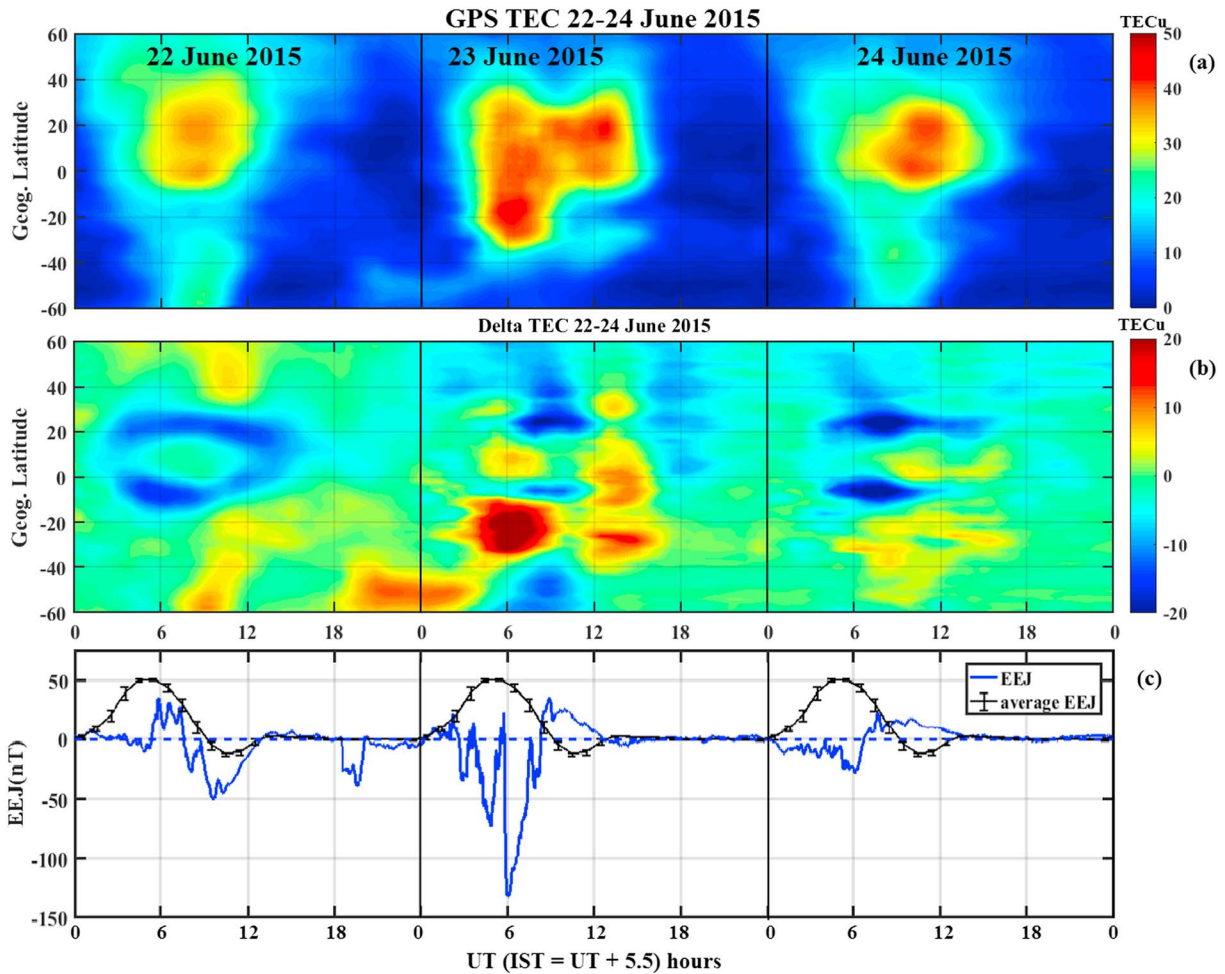 GPS TEC 22-24 June 2015
TECu
60 22 June 2015 23 June 2015 24 June 2015 50 (a)
40
40
20
30
Geog. Latitude
0
20
-20
10
-40
-60 0
Delta TEC 22-24 June 2015
TECu
60 20 (b)
40
10
20
Geog. Latitude
0 0
-20
-10
-40
-60 -20
0 6 12 18 0 6 12 18 0 6 12 18 0
50 EEJ (c)
average EEJ
0
EEJ(nT)
-50
-100
-150
0 6 12 18 0 6 12 18 0 6 12 18 0
UT (IST = UT + 5.5) hours